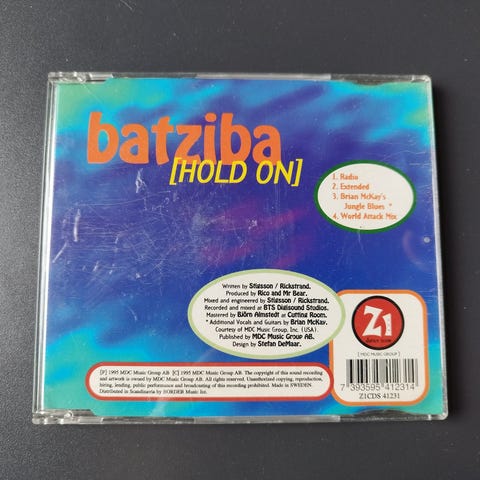 batziba
[HOLD ON]
1. Radio
2. Extended
3. Brian McKay's
Jungle Blues *
4. World Attack Mix
Written by Stigsson / Rickstrand.
Produced by Rico and Mr Bear.
Mixed and engineered by Stigsson / Rickstrand.
Recorded and mixed at BTS Digisound Studios.
Mastered by Björn Almstedt at Cutting Room.
* Additional Vocals and Guitars by Brian McKay.
Courtesy of MDC Music Group, Inc. (USA).
Published by MDC Music Group AB.
Design by Stefan DeMaar.
Z1
dance zone
[ MDC MUSIC GROUP ]
7 393595 412314
Z1CDS 41231
[P] 1995 MDC Music Group AB [C] 1995 MDC Music Group AB. The copyright of this sound recording
and artwork is owned by MDC Music Group AB. All rights reserved. Unauthorized copying, reproduction,
hiring, lending, public performance and broadcasting of this recording prohibited. Made in SWEDEN.
Distributed in Scandinavia by BORDER Music Int.